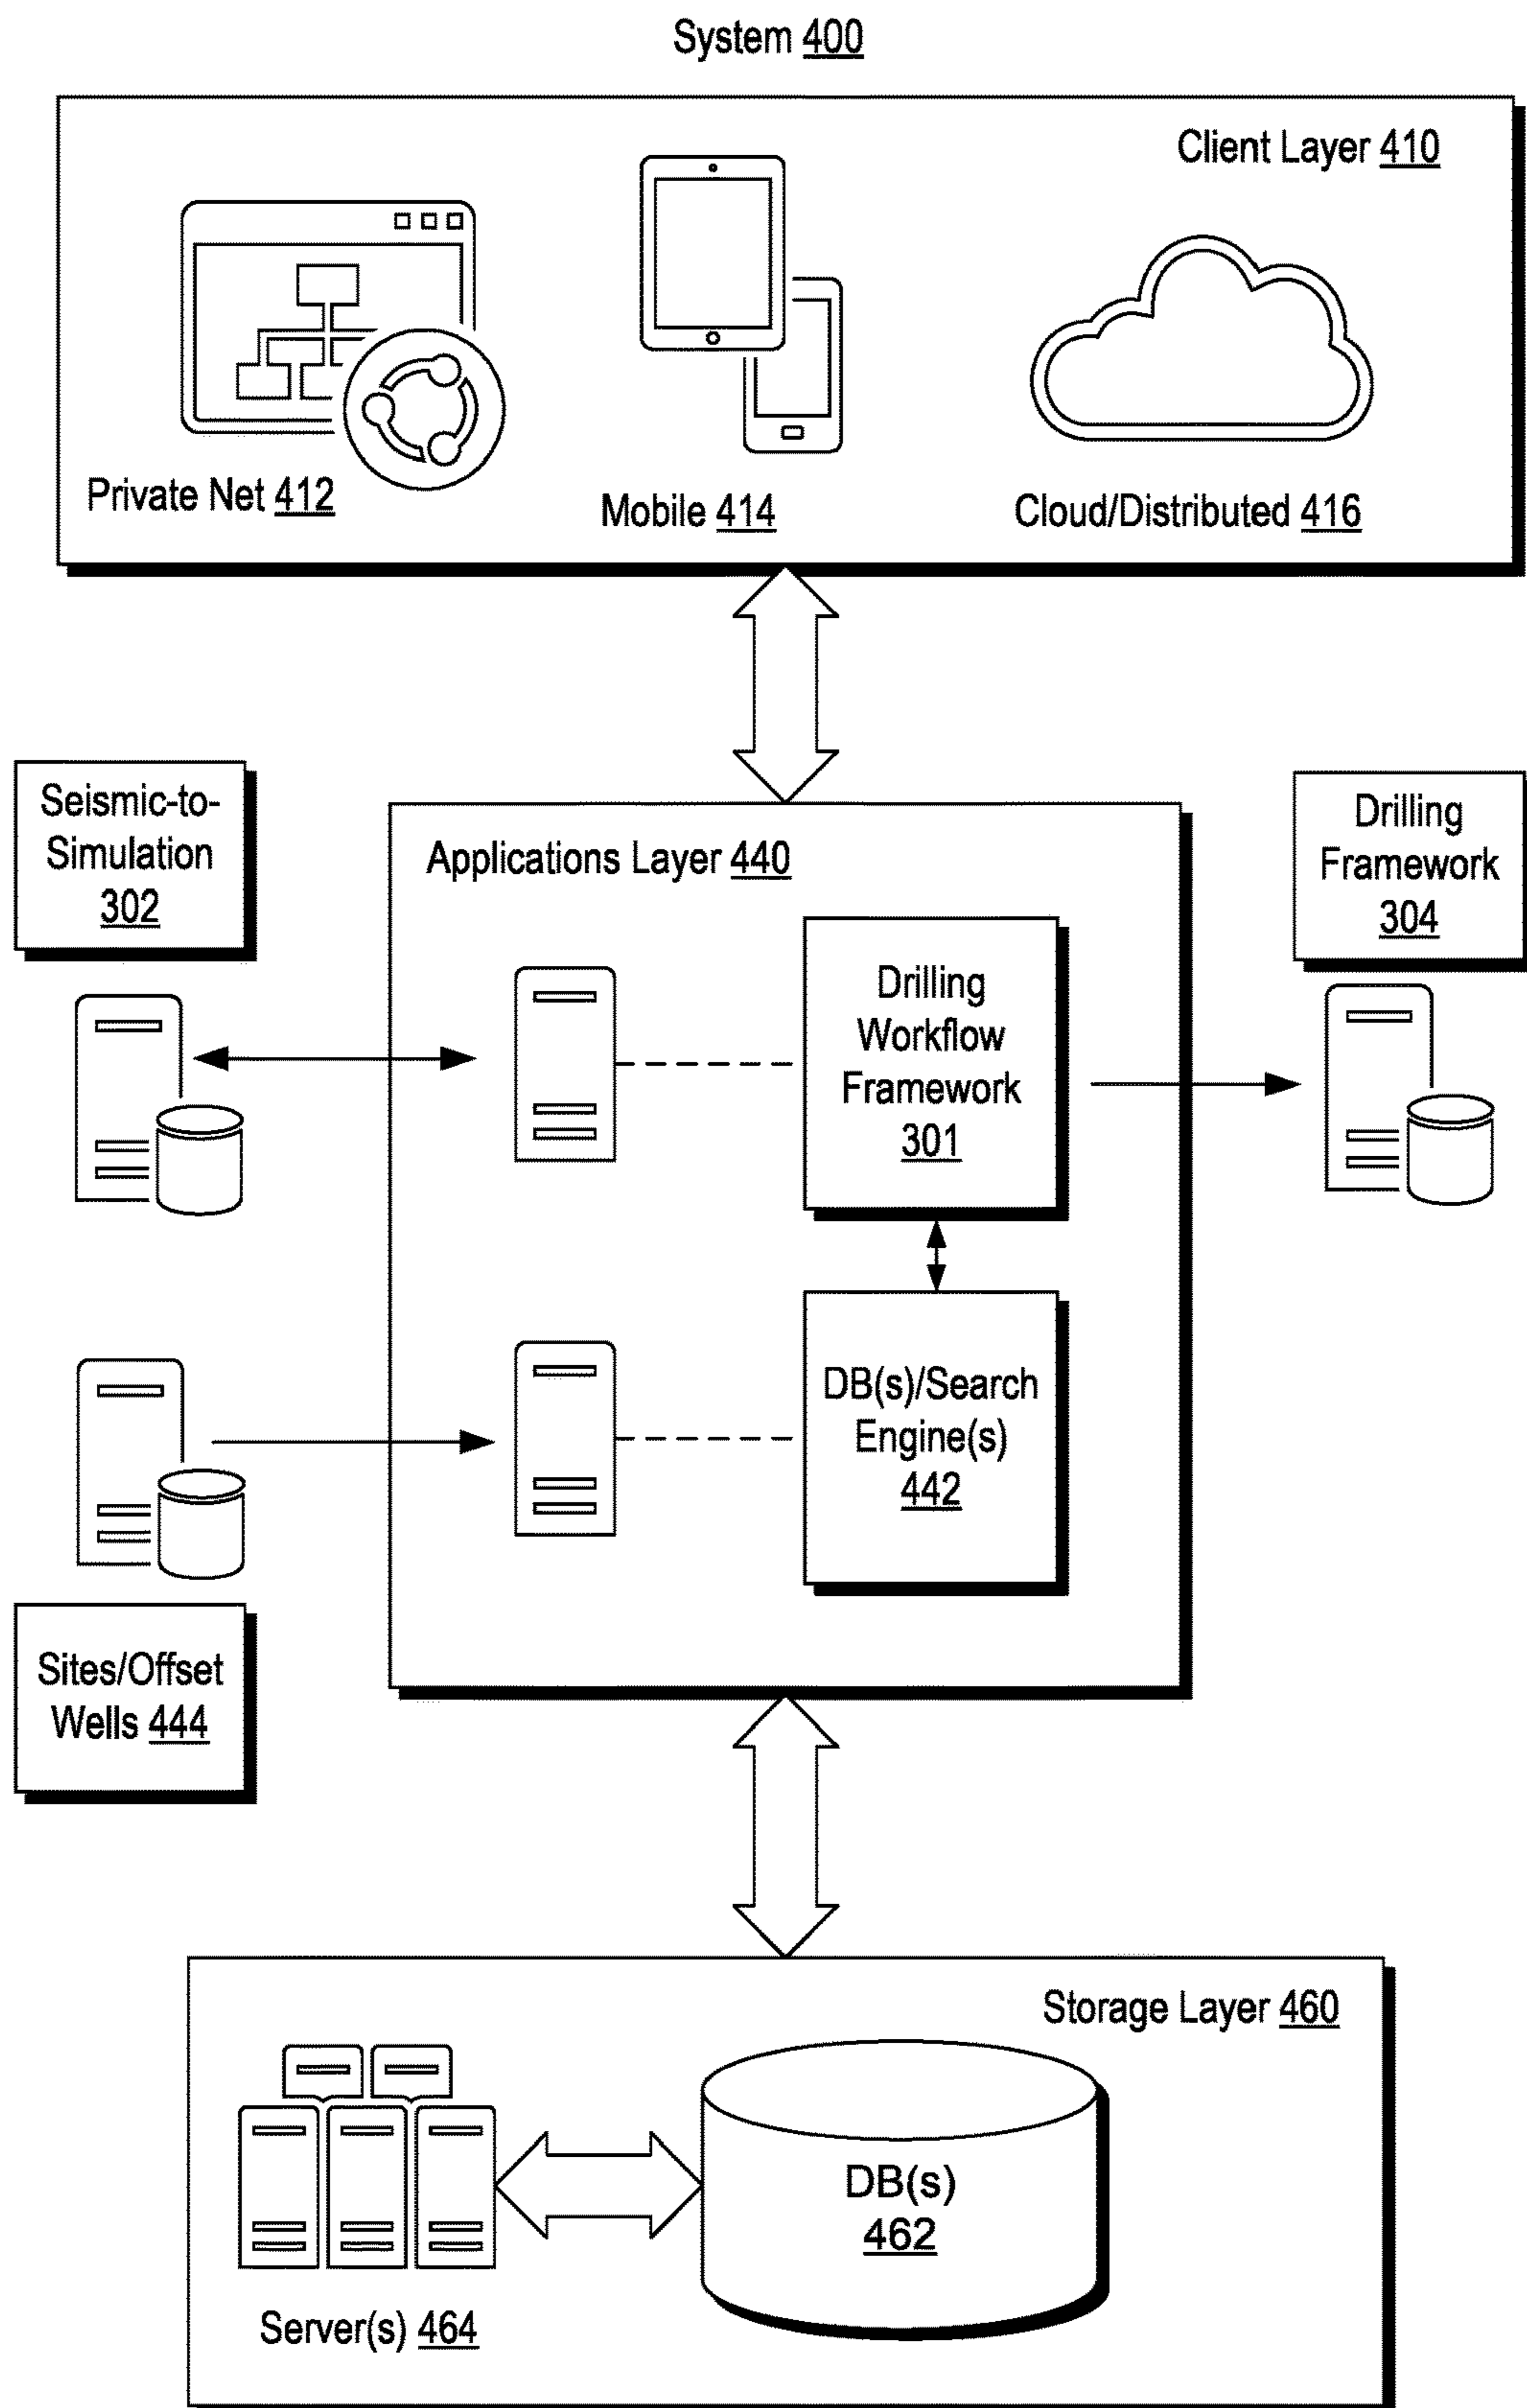 System 400
Client Layer 410
Private Net 412
Mobile 414
Cloud/Distributed 416
Seismic-to-
Simulation
302
Applications Layer 440
Drilling
Framework
304
Drilling
Workflow
Framework
301
DB(s)/Search
Engine(s)
442
Sites/Offset
Wells 444
Storage Layer 460
DB(s)
462
Server(s) 464